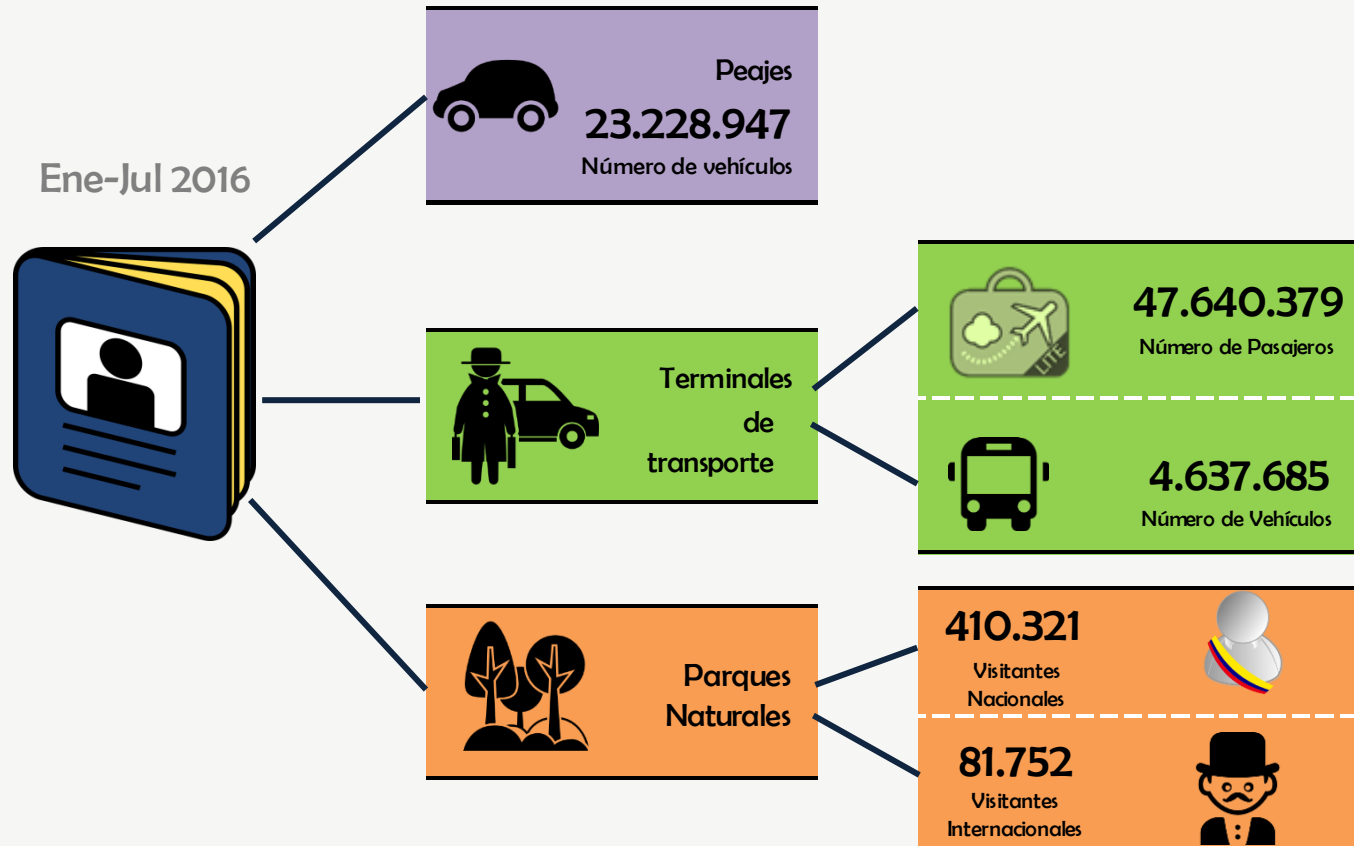 Ene-Jul 2016
Peajes
23.228.947
Número de vehículos
Terminales
de
transporte
47.640.379
Número de Pasajeros
LITE
4.637.685
Número de Vehículos
Parques
Naturales
410.321
Visitantes
Nacionales
81.752
Visitantes
Internacionales